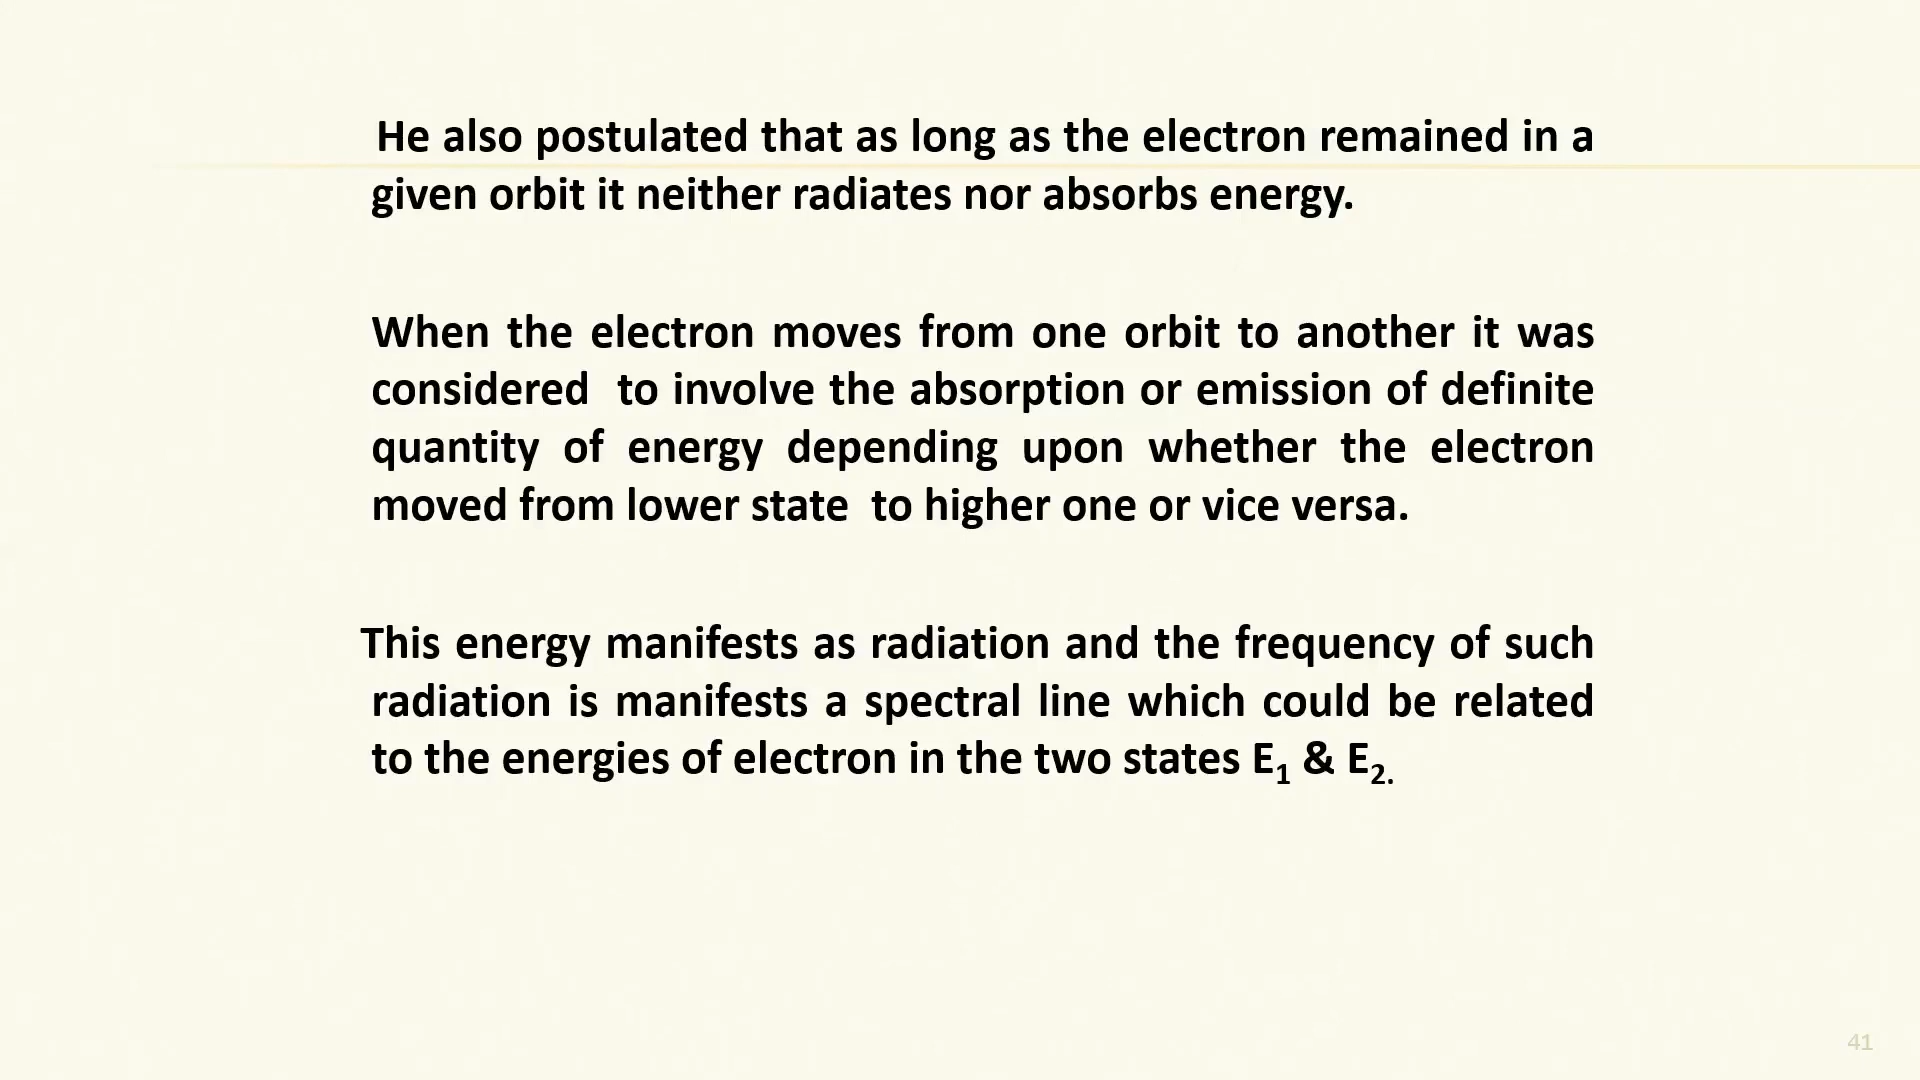 He also postulated that as long as the electron remained in a
given orbit it neither radiates nor absorbs energy.
When the electron moves from one orbit to another it was
considered to involve the absorption or emission of definite
quantity of energy depending upon whether the electron
moved from lower state to higher one or vice versa.
This energy manifests as radiation and the frequency of such
radiation is manifests a spectral line which could be related
to the energies of electron in the two states E₁ & E₂.
41